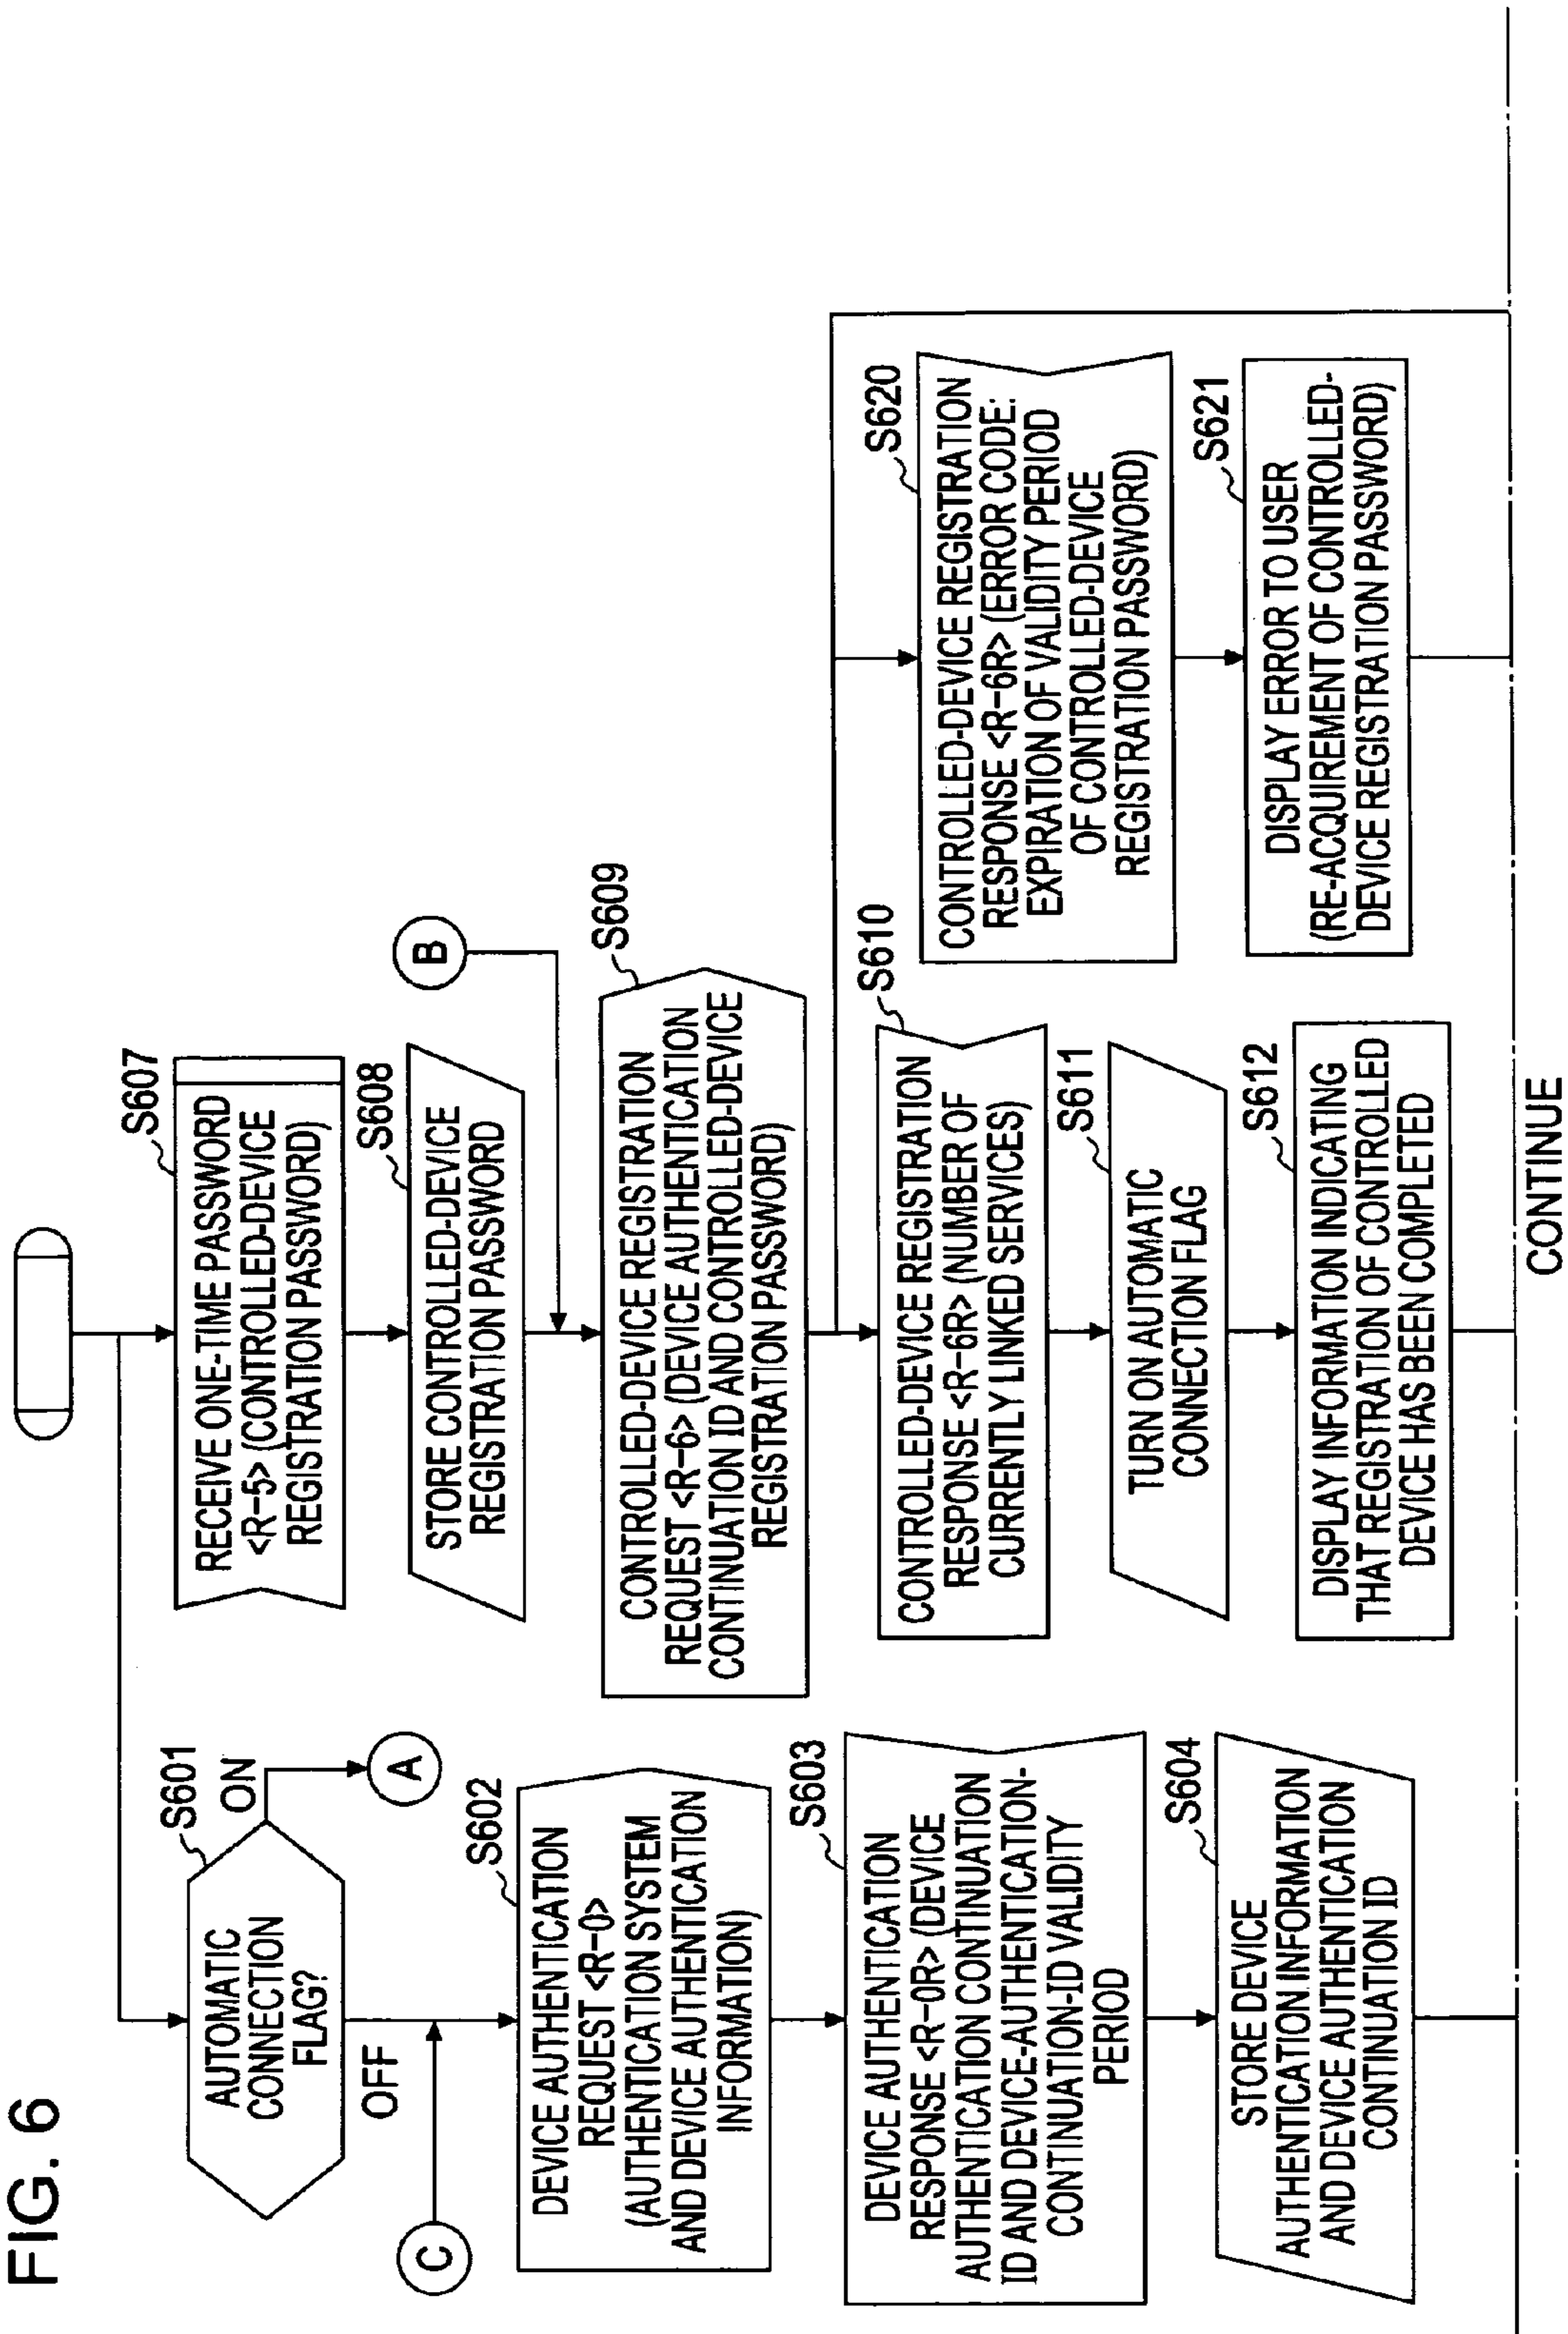 FIG. 6
S601
AUTOMATIC
CONNECTION
FLAG?
ON
A
OFF
C
S602
DEVICE AUTHENTICATION
REQUEST <R-0>
(AUTHENTICATION SYSTEM
AND DEVICE AUTHENTICATION
INFORMATION)
S603
DEVICE AUTHENTICATION
RESPONSE <R-0R> (DEVICE
AUTHENTICATION CONTINUATION
ID AND DEVICE-AUTHENTICATION-
CONTINUATION-ID VALIDITY
PERIOD
S604
STORE DEVICE
AUTHENTICATION INFORMATION
AND DEVICE AUTHENTICATION
CONTINUATION ID
S607
RECEIVE ONE-TIME PASSWORD
<R-5> (CONTROLLED-DEVICE
REGISTRATION PASSWORD)
S608
STORE CONTROLLED-DEVICE
REGISTRATION PASSWORD
B
S609
CONTROLLED-DEVICE REGISTRATION
REQUEST <R-6> (DEVICE AUTHENTICATION
CONTINUATION ID AND CONTROLLED-DEVICE
REGISTRATION PASSWORD)
S610
CONTROLLED-DEVICE REGISTRATION
RESPONSE <R-6R> (NUMBER OF
CURRENTLY LINKED SERVICES)
S611
TURN ON AUTOMATIC
CONNECTION FLAG
S612
DISPLAY INFORMATION INDICATING
THAT REGISTRATION OF CONTROLLED
DEVICE HAS BEEN COMPLETED
S620
CONTROLLED-DEVICE REGISTRATION
RESPONSE <R-6R> (ERROR CODE:
EXPIRATION OF VALIDITY PERIOD
OF CONTROLLED-DEVICE
REGISTRATION PASSWORD)
S621
DISPLAY ERROR TO USER
(RE-ACQUIREMENT OF CONTROLLED-
DEVICE REGISTRATION PASSWORD)
CONTINUE